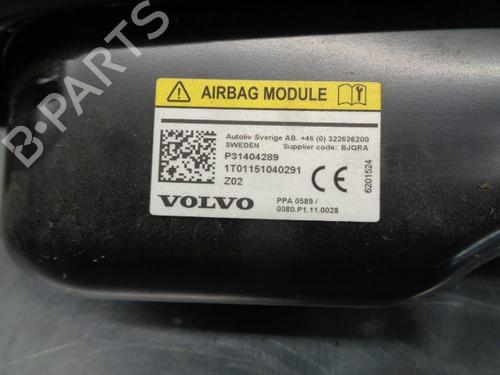 AIRBAG MODULE
Autoliv Sverige AB. +46 (0) 322626200
SWEDEN Supplier code: BJQRA
P31404289
1T01151040291
Z02
CE
VOLVO
PPA 0589 /
0080.P1.11.0028
6201524
B-PARTS